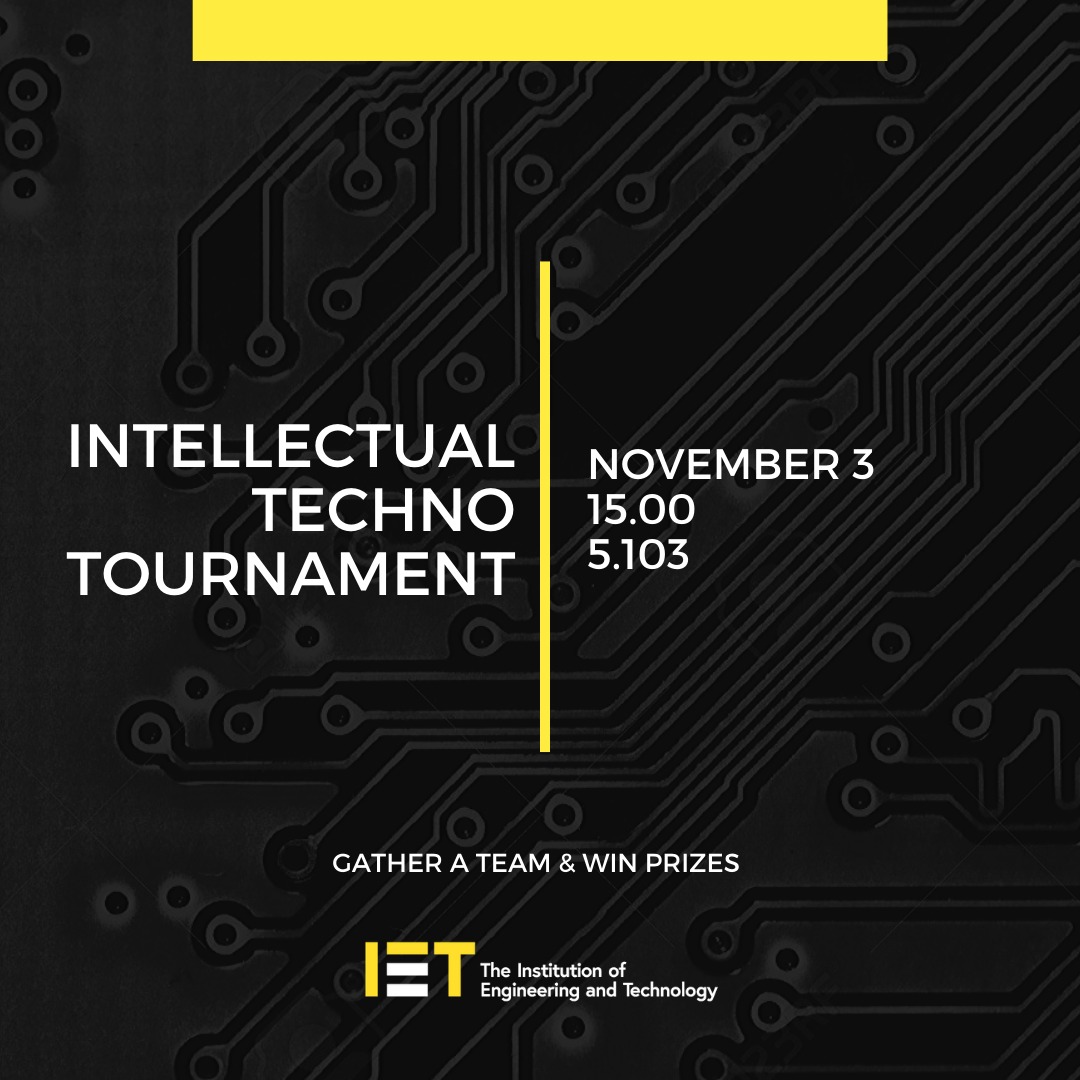 INTELLECTUAL
TECHNO
TOURNAMENT
NOVEMBER 3
15.00
5.103
GATHER A TEAM & WIN PRIZES
IET The Institution of
Engineering and Technology